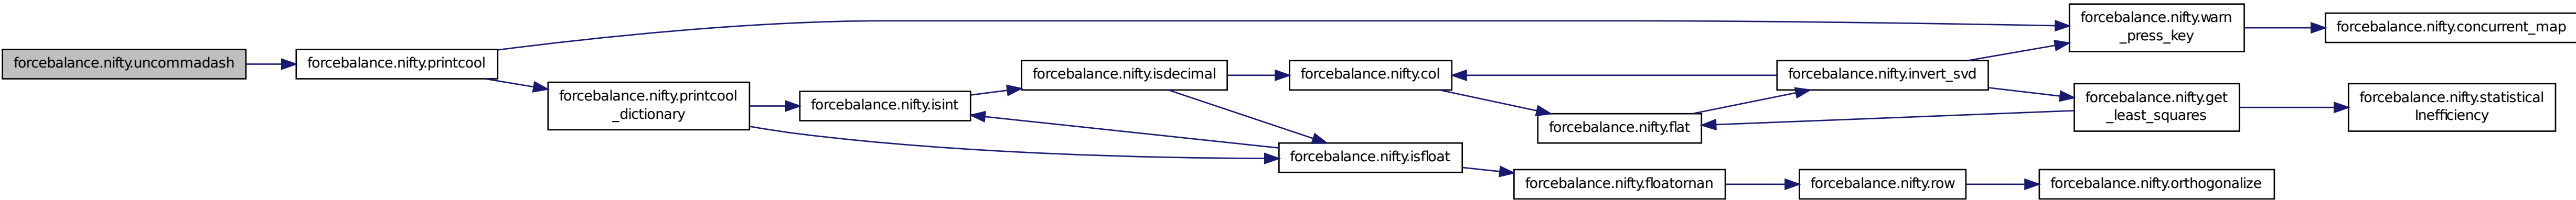 forcebalance.nifty.uncommadash
forcebalance.nifty.printcool
forcebalance.nifty.printcool
_dictionary
forcebalance.nifty.isint
forcebalance.nifty.isdecimal
forcebalance.nifty.isfloat
forcebalance.nifty.col
forcebalance.nifty.floatornan
forcebalance.nifty.flat
forcebalance.nifty.invert_svd
forcebalance.nifty.row
forcebalance.nifty.warn
_press_key
forcebalance.nifty.get
_least_squares
forcebalance.nifty.orthogonalize
forcebalance.nifty.concurrent_map
forcebalance.nifty.statistical
Inefficiency